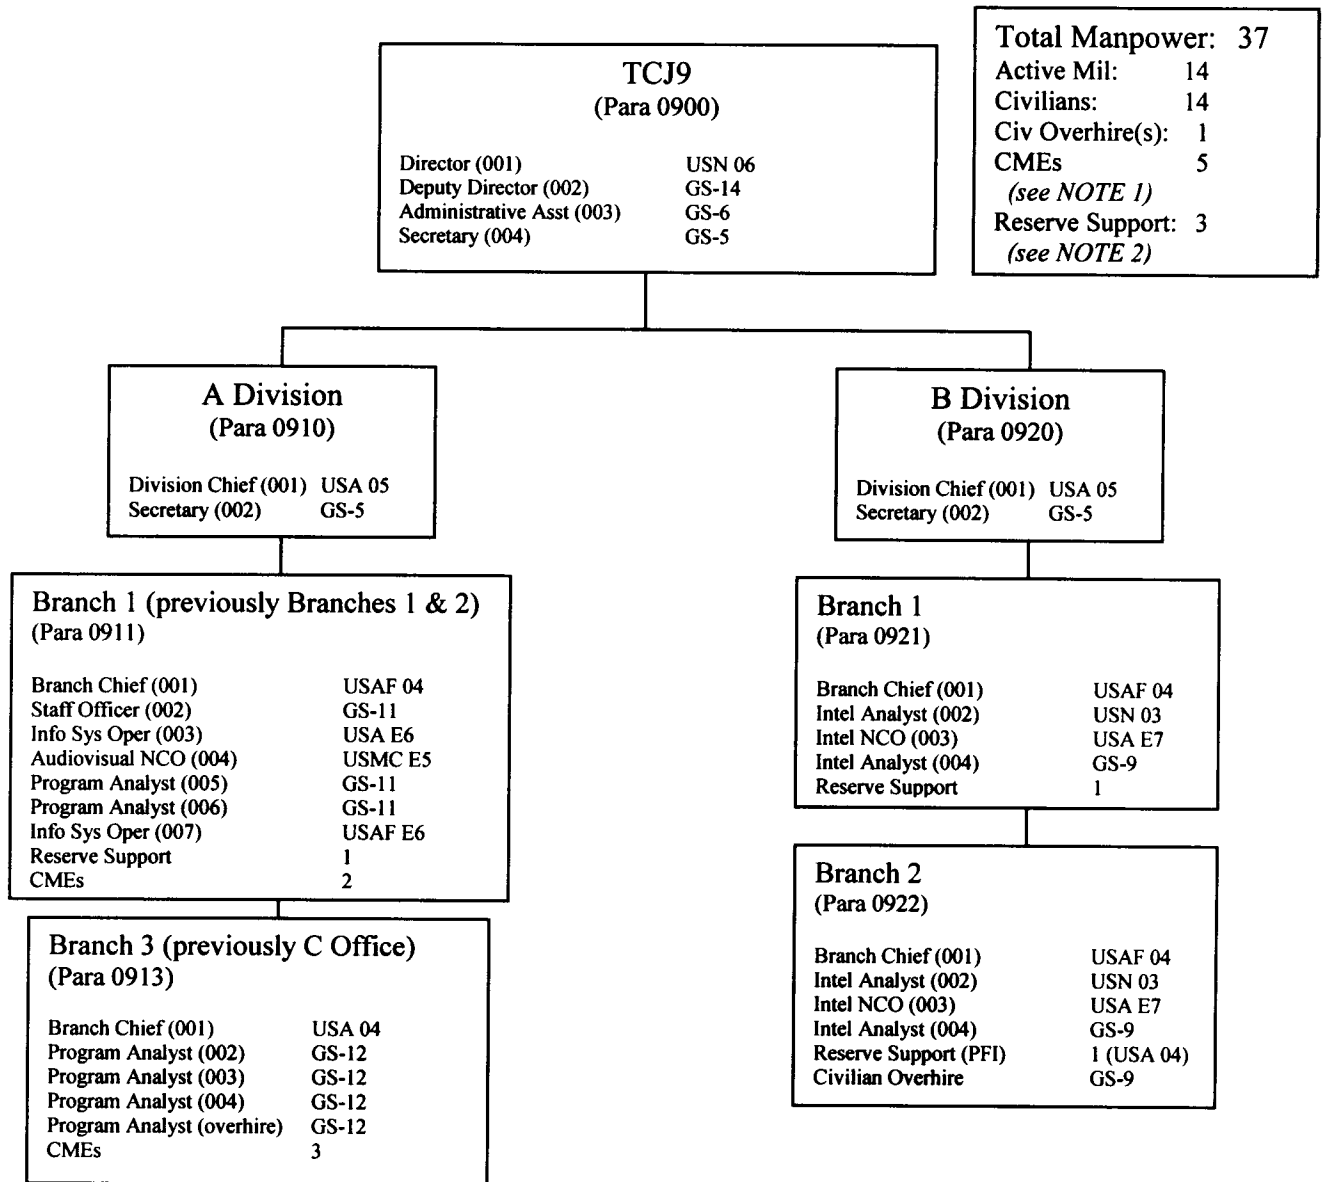 TCJ9
(Para 0900)
Director (001) USN 06
Deputy Director (002) GS-14
Administrative Asst (003) GS-6
Secretary (004) GS-5
Total Manpower: 37
Active Mil: 14
Civilians: 14
Civ Overhire(s): 1
CMEs 5
(see NOTE 1)
Reserve Support: 3
(see NOTE 2)
A Division
(Para 0910)
Division Chief (001) USA 05
Secretary (002) GS-5
B Division
(Para 0920)
Division Chief (001) USA 05
Secretary (002) GS-5
Branch 1 (previously Branches 1 & 2)
(Para 0911)
Branch Chief (001) USAF 04
Staff Officer (002) GS-11
Info Sys Oper (003) USA E6
Audiovisual NCO (004) USMC E5
Program Analyst (005) GS-11
Program Analyst (006) GS-11
Info Sys Oper (007) USAF E6
Reserve Support 1
CMEs 2
Branch 1
(Para 0921)
Branch Chief (001) USAF 04
Intel Analyst (002) USN 03
Intel NCO (003) USA E7
Intel Analyst (004) GS-9
Reserve Support 1
Branch 3 (previously C Office)
(Para 0913)
Branch Chief (001) USA 04
Program Analyst (002) GS-12
Program Analyst (003) GS-12
Program Analyst (004) GS-12
Program Analyst (overhire) GS-12
CMEs 3
Branch 2
(Para 0922)
Branch Chief (001) USAF 04
Intel Analyst (002) USN 03
Intel NCO (003) USA E7
Intel Analyst (004) GS-9
Reserve Support (PFI) 1 (USA 04)
Civilian Overhire GS-9